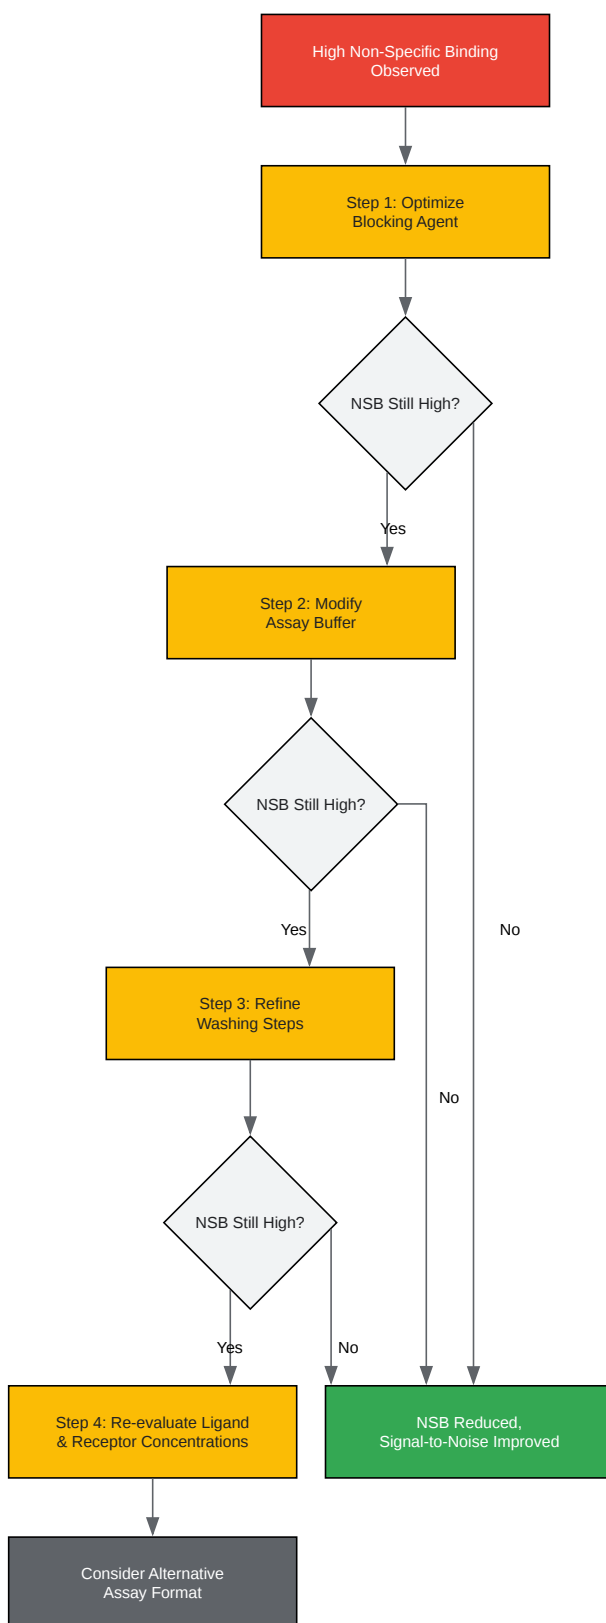 High Non-Specific Binding
Observed
Step 1: Optimize
Blocking Agent
NSB Still High?
Yes
Step 2: Modify
Assay Buffer
NSB Still High?
Yes
No
Step 3: Refine
Washing Steps
No
NSB Still High?
Yes
No
Step 4: Re-evaluate Ligand
& Receptor Concentrations
NSB Reduced,
Signal-to-Noise Improved
Consider Alternative
Assay Format